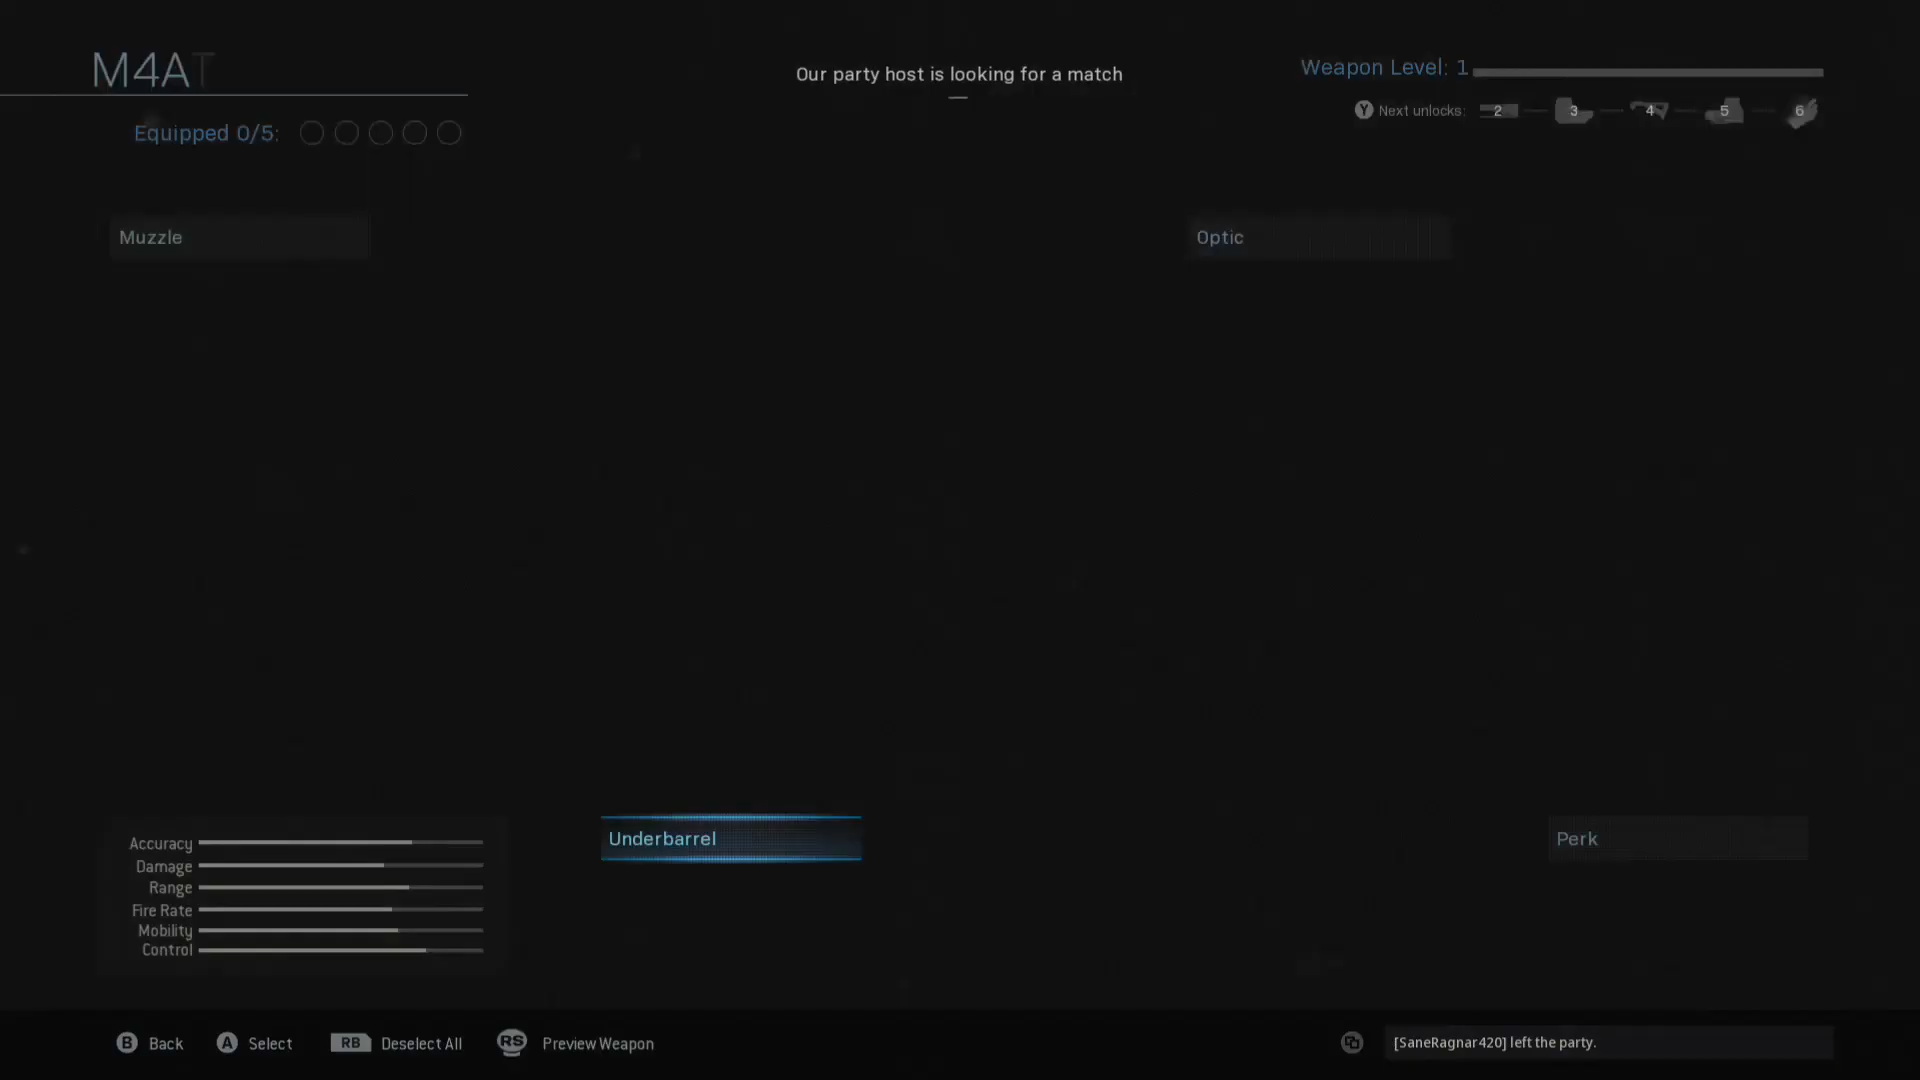 M4A
Our party host is looking for a match
Weapon Level: 1
Equipped 0/5:
Y Next unlocks: 2 3 4 5 6
Muzzle
Optic
Underbarrel
Perk
Accuracy
Damage
Range
Fire Rate
Mobility
Control
B Back A Select RB Deselect All RS Preview Weapon
[SaneRagnar420] left the party.